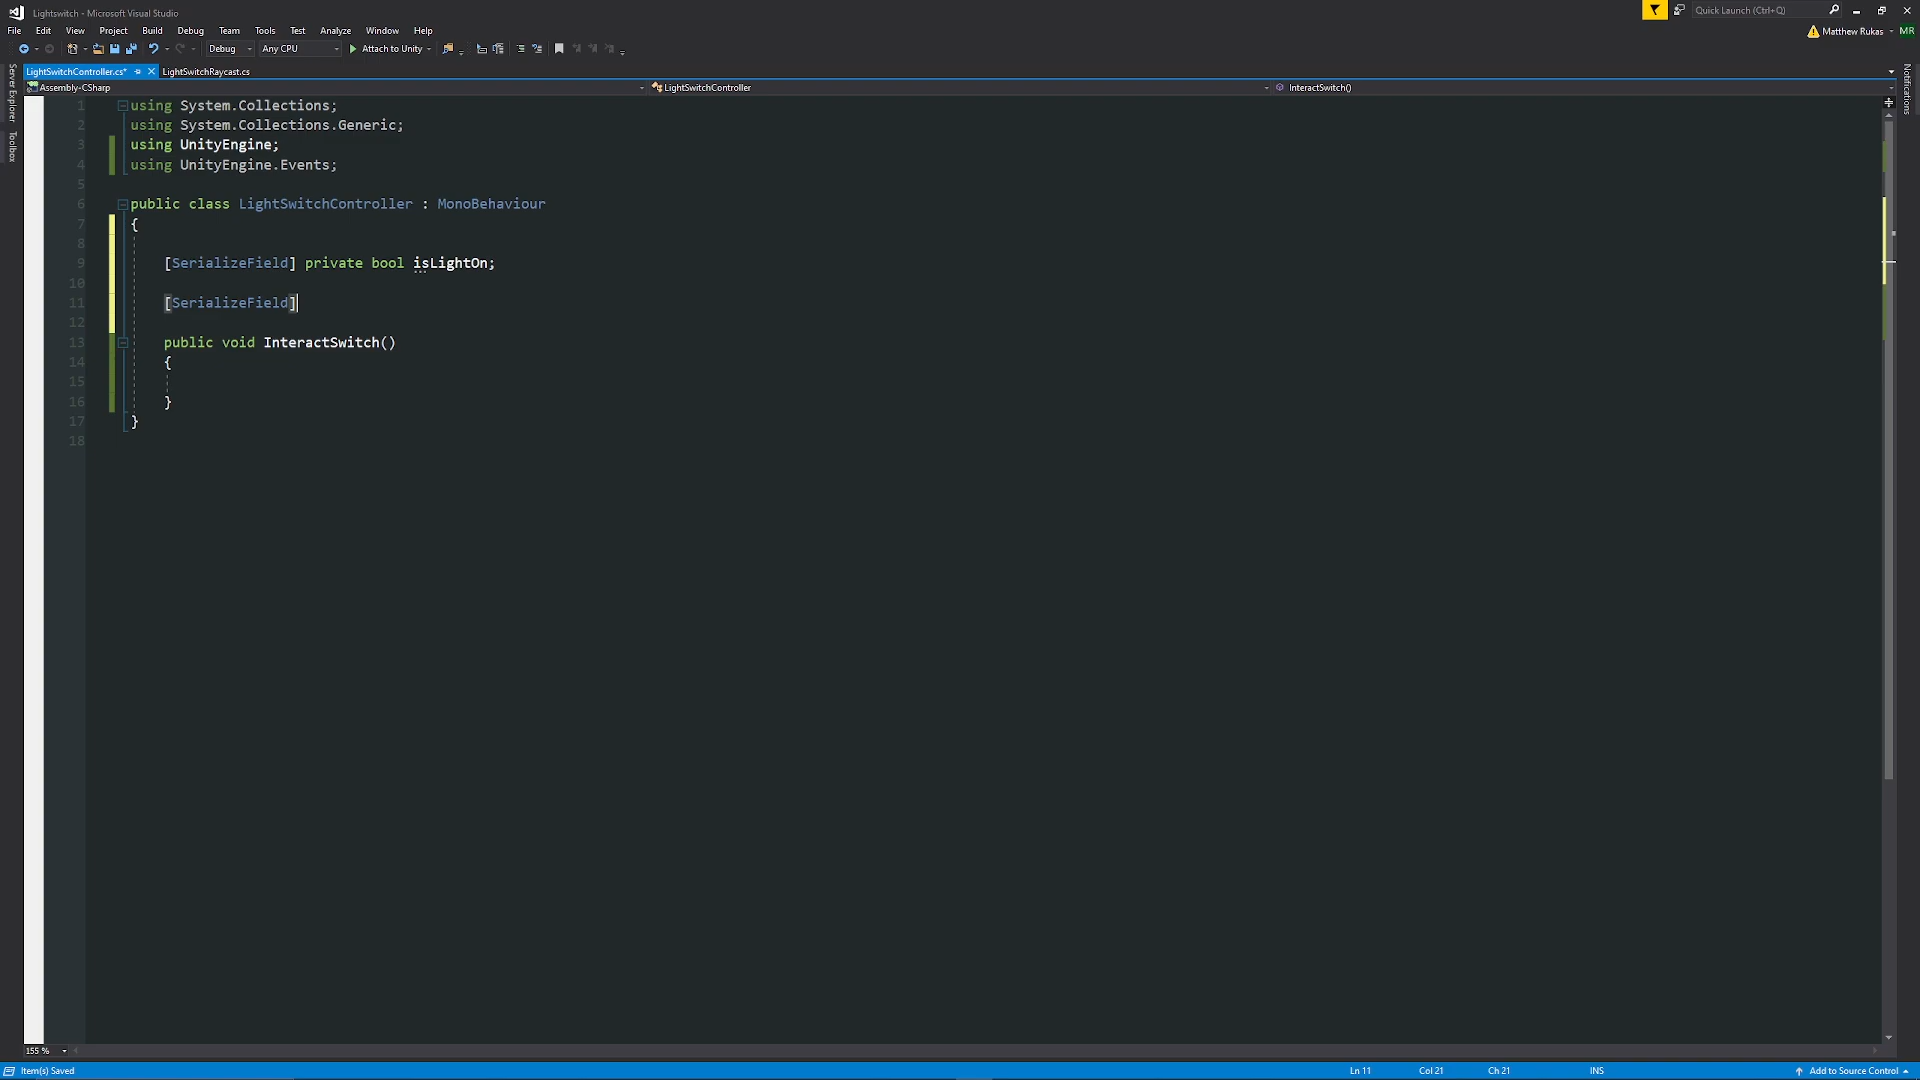 Lightswitch - Microsoft Visual Studio
Quick Launch (Ctrl+Q)
File Edit View Project Build Debug Team Tools Test Analyze Window Help
Matthew Rukas MR
Debug Any CPU Attach to Unity
Server Explorer
Toolbox
Notifications
LightSwitchController.cs* LightSwitchRaycast.cs
Assembly-CSharp LightSwitchController InteractSwitch()
1 using System.Collections;
2 using System.Collections.Generic;
3 using UnityEngine;
4 using UnityEngine.Events;
5
6 public class LightSwitchController : MonoBehaviour
7 {
8
9 [SerializeField] private bool isLightOn;
10
11 [SerializeField]
12
13 public void InteractSwitch()
14 {
15
16 }
17 }
18
155 %
Item(s) Saved Ln 11 Col 21 Ch 21 INS Add to Source Control